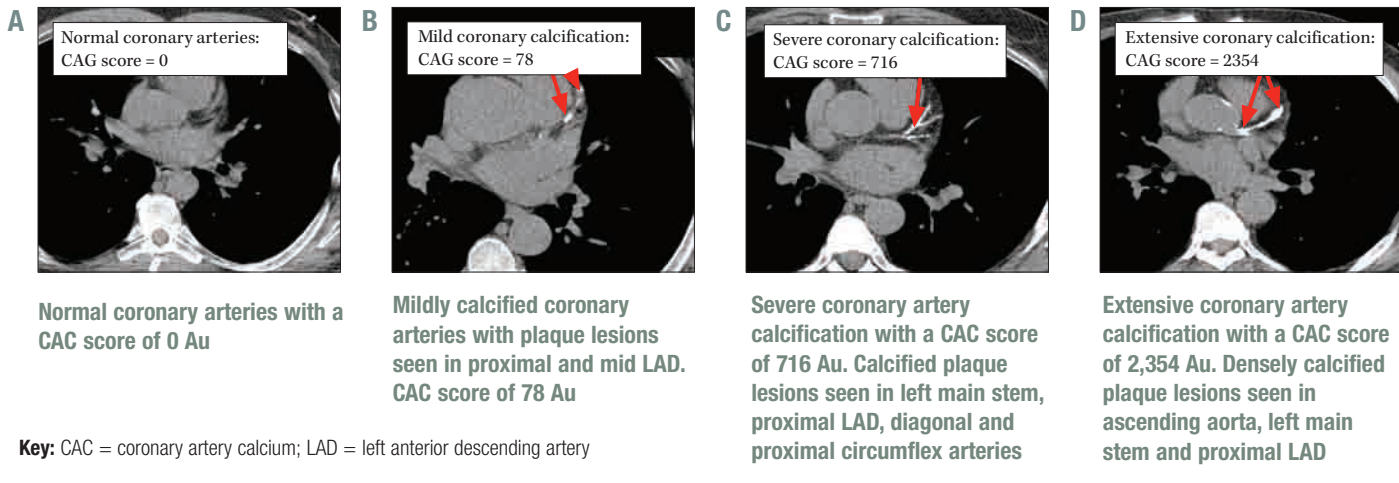 A
Normal coronary arteries:
CAG score = 0
Normal coronary arteries with a
CAC score of 0 Au
B
Mild coronary calcification:
CAG score = 78
Mildly calcified coronary
arteries with plaque lesions
seen in proximal and mid LAD.
CAC score of 78 Au
C
Severe coronary calcification:
CAG score = 716
Severe coronary artery
calcification with a CAC score
of 716 Au. Calcified plaque
lesions seen in left main stem,
proximal LAD, diagonal and
proximal circumflex arteries
D
Extensive coronary calcification:
CAG score = 2354
Extensive coronary artery
calcification with a CAC score
of 2,354 Au. Densely calcified
plaque lesions seen in
ascending aorta, left main
stem and proximal LAD
Key: CAC = coronary artery calcium; LAD = left anterior descending artery